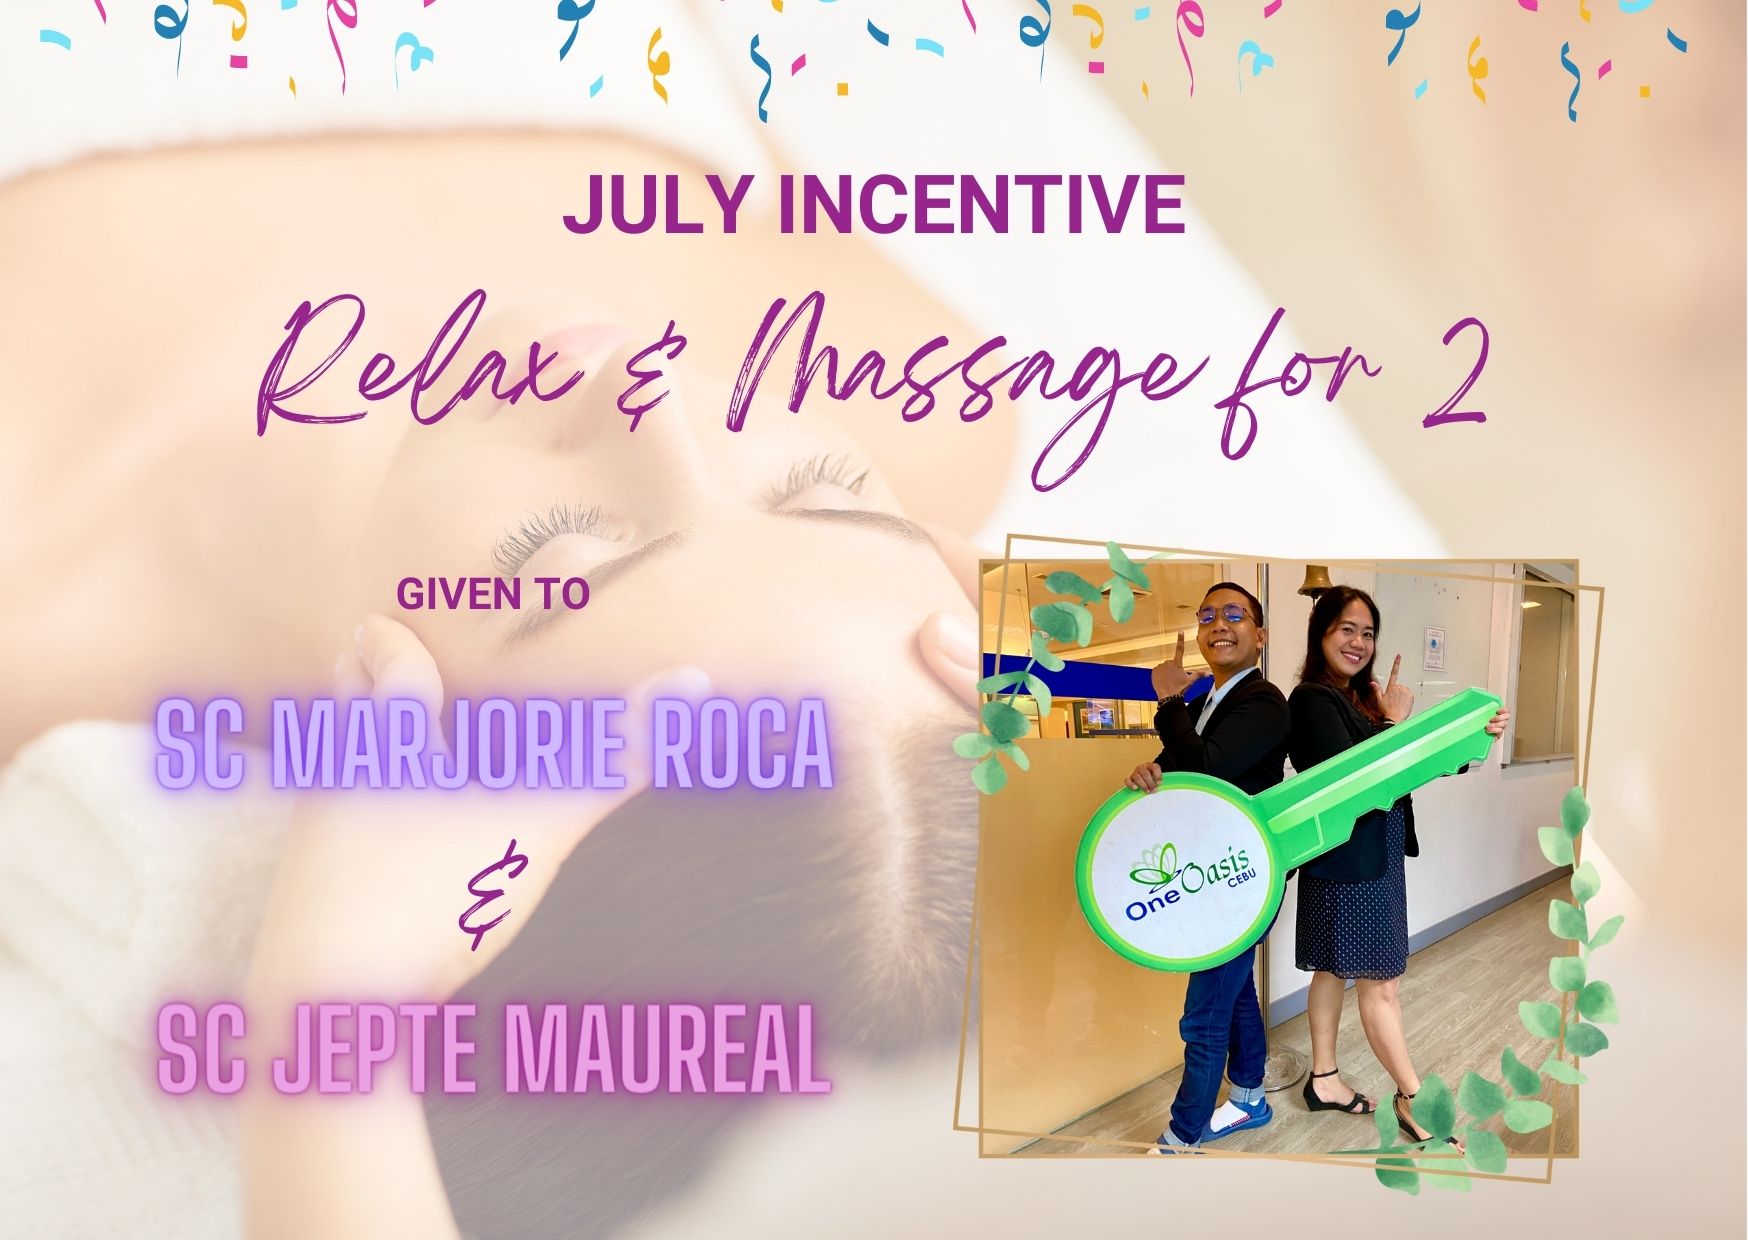 JULY INCENTIVE
Relax & Massage for 2
GIVEN TO
SC MARJORIE ROCA
&
SC JEPTE MAUREAL
One Oasis
CEBU